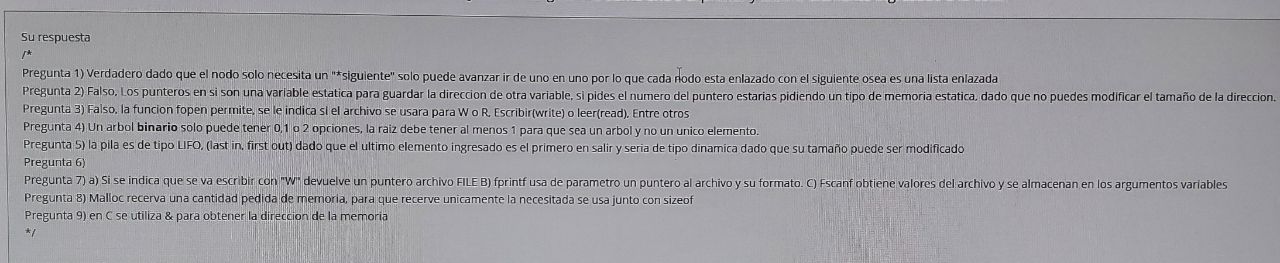 Su respuesta
/*
Pregunta 1) Verdadero dado que el nodo solo necesita un "*siguiente" solo puede avanzar ir de uno en uno por lo que cada nodo esta enlazado con el siguiente osea es una lista enlazada
Pregunta 2) Falso, Los punteros en si son una variable estatica para guardar la direccion de otra variable, si pides el numero del puntero estarias pidiendo un tipo de memoria estatica, dado que no puedes modificar el tamaño de la direccion.
Pregunta 3) Falso, la funcion fopen permite, se le indica si el archivo se usara para W o R, Escribir(write) o leer(read). Entre otros
Pregunta 4) Un arbol binario solo puede tener 0,1 o 2 opciones, la raiz debe tener al menos 1 para que sea un arbol y no un unico elemento.
Pregunta 5) la pila es de tipo LIFO, (last in, first out) dado que el ultimo elemento ingresado es el primero en salir y seria de tipo dinamica dado que su tamaño puede ser modificado
Pregunta 6)
Pregunta 7) a) Si se indica que se va escribir con "W" devuelve un puntero archivo FILE B) fprintf usa de parametro un puntero al archivo y su formato. C) Fscanf obtiene valores del archivo y se almacenan en los argumentos variables
Pregunta 8) Malloc recerva una cantidad pedida de memoria, para que recerve unicamente la necesitada se usa junto con sizeof
Pregunta 9) en C se utiliza & para obtener la direccion de la memoria
*/